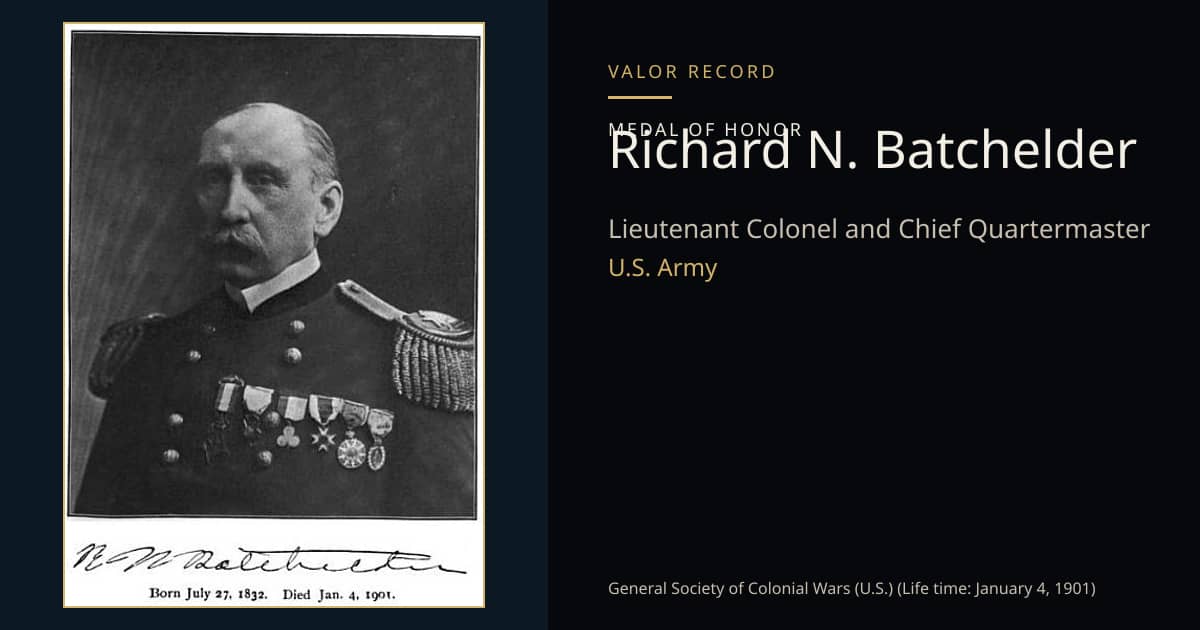 VALOR RECORD
MEDAL OF HONOR
Richard N. Batchelder
Lieutenant Colonel and Chief Quartermaster
U.S. Army
R N Batchelder
Born July 27, 1832. Died Jan. 4, 1901.
General Society of Colonial Wars (U.S.) (Life time: January 4, 1901)